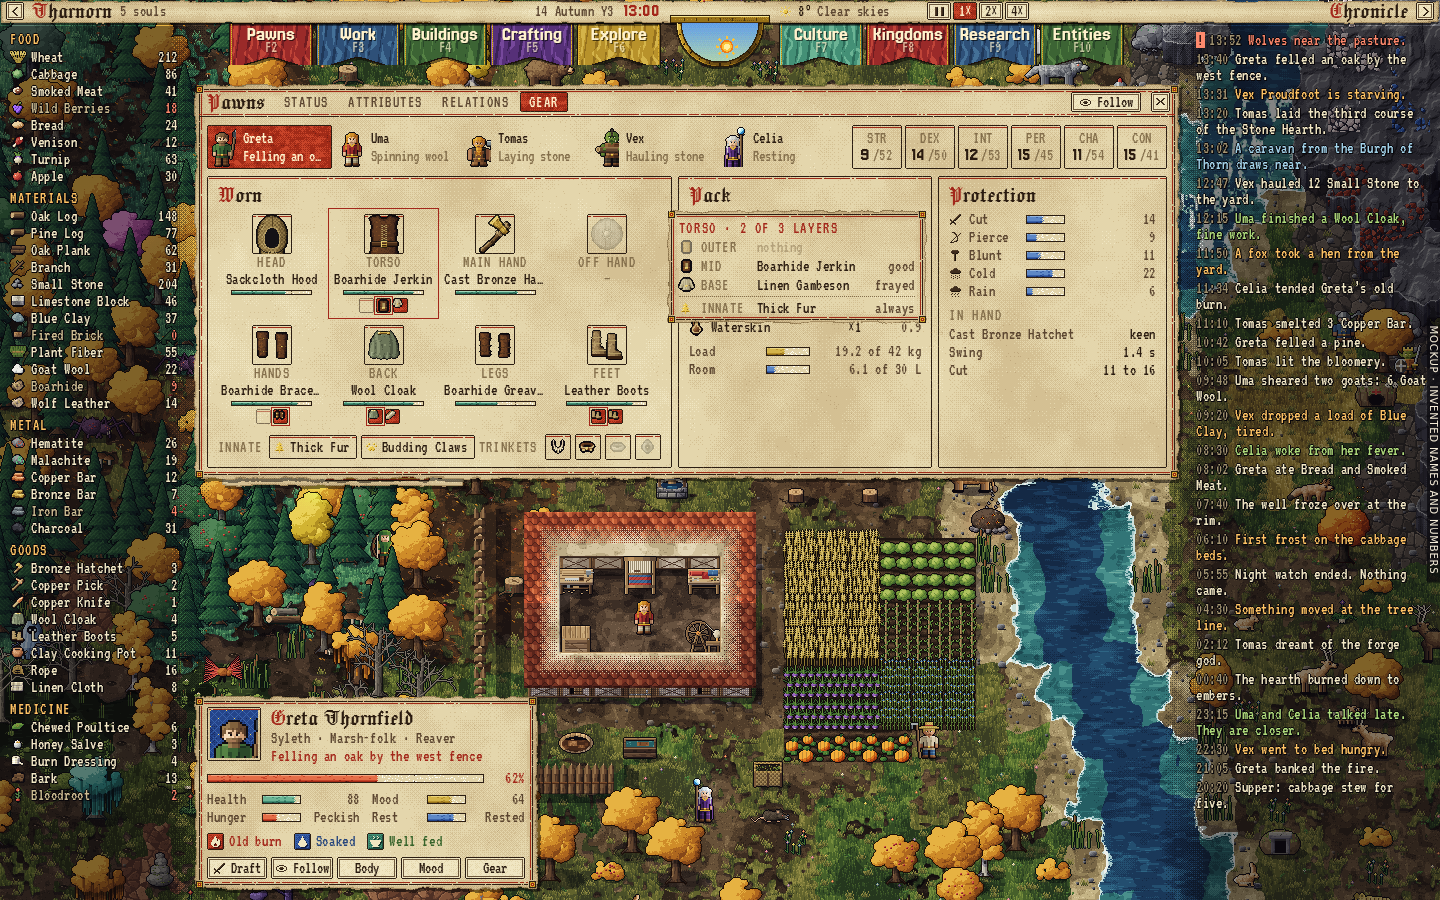 Tharnorn 5 souls
14 Autumn Y3 13:00
8° Clear skies
1X 2X 4X
Chronicle
Pawns F2
Work F3
Buildings F4
Crafting F5
Explore F6
Culture F7
Kingdoms F8
Research F9
Entities F10
FOOD
Wheat 212
Cabbage 86
Smoked Meat 41
Wild Berries 18
Bread 24
Venison 12
Turnip 63
Apple 30
MATERIALS
Oak Log 148
Pine Log 77
Oak Plank 62
Branch 31
Small Stone 204
Limestone Block 46
Blue Clay 37
Fired Brick 0
Plant Fiber 55
Goat Wool 22
Boarhide 9
Wolf Leather 14
METAL
Hematite 26
Malachite 19
Copper Bar 12
Bronze Bar 7
Iron Bar 4
Charcoal 31
GOODS
Bronze Hatchet 3
Copper Pick 2
Copper Knife 1
Wool Cloak 4
Leather Boots 5
Clay Cooking Pot 11
Rope 16
Linen Cloth 8
MEDICINE
Chewed Poultice 6
Honey Salve 3
Burn Dressing 4
Bark 13
Bloodroot 2
Pawns STATUS ATTRIBUTES RELATIONS GEAR
Follow
Greta
Felling an o…
Uma
Spinning wool
Tomas
Laying stone
Vex
Hauling stone
Celia
Resting
STR 9 /52
DEX 14 /50
INT 12 /53
PER 15 /45
CHA 11 /54
CON 15 /41
Worn
HEAD
Sackcloth Hood
TORSO
Boarhide Jerkin
MAIN HAND
Cast Bronze Ha…
OFF HAND
–
HANDS
Boarhide Brace…
BACK
Wool Cloak
LEGS
Boarhide Greav…
FEET
Leather Boots
INNATE Thick Fur Budding Claws TRINKETS
Pack
TORSO · 2 OF 3 LAYERS
OUTER nothing
MID Boarhide Jerkin good
BASE Linen Gambeson frayed
INNATE Thick Fur always
Waterskin x1 0.9
Load 19.2 of 42 kg
Room 6.1 of 30 L
Protection
Cut 14
Pierce 9
Blunt 11
Cold 22
Rain 6
IN HAND
Cast Bronze Hatchet keen
Swing 1.4 s
Cut 11 to 16
! 13:52 Wolves near the pasture.
13:40 Greta felled an oak by the
west fence.
13:31 Vex Proudfoot is starving.
13:20 Tomas laid the third course
of the Stone Hearth.
13:02 A caravan from the Burgh of
Thorn draws near.
12:47 Vex hauled 12 Small Stone to
the yard.
12:15 Uma finished a Wool Cloak,
fine work.
11:50 A fox took a hen from the
yard.
11:34 Celia tended Greta's old
burn.
11:10 Tomas smelted 3 Copper Bar.
10:42 Greta felled a pine.
10:05 Tomas lit the bloomery.
09:48 Uma sheared two goats: 6 Goat
Wool.
09:20 Vex dropped a load of Blue
Clay, tired.
08:30 Celia woke from her fever.
08:02 Greta ate Bread and Smoked
Meat.
07:40 The well froze over at the
rim.
06:10 First frost on the cabbage
beds.
05:55 Night watch ended. Nothing
came.
04:30 Something moved at the tree
line.
02:12 Tomas dreamt of the forge
god.
00:40 The hearth burned down to
embers.
23:15 Uma and Celia talked late.
They are closer.
22:30 Vex went to bed hungry.
21:05 Greta banked the fire.
20:20 Supper: cabbage stew for
five.
MOCKUP · INVENTED NAMES AND NUMBERS
Greta Thornfield
Syleth · Marsh-folk · Reaver
Felling an oak by the west fence
62%
Health 88 Mood 64
Hunger Peckish Rest Rested
Old burn Soaked Well fed
Draft Follow Body Mood Gear